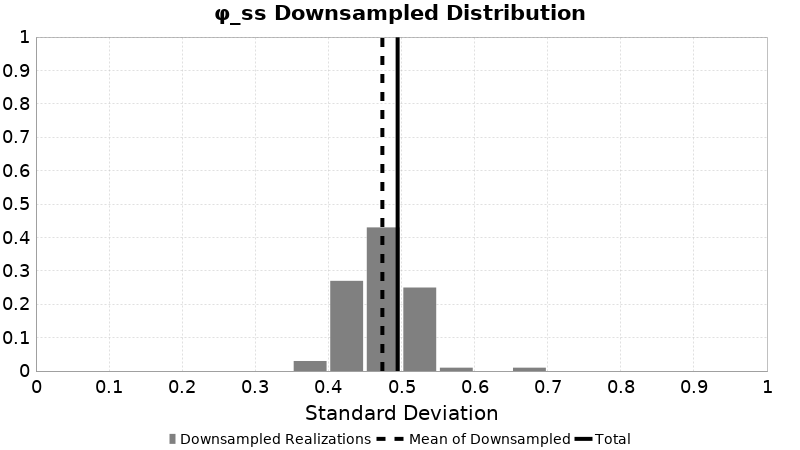 φ_ss Downsampled Distribution
1
0.9
0.8
0.7
0.6
0.5
0.4
0.3
0.2
0.1
0
0 0.1 0.2 0.3 0.4 0.5 0.6 0.7 0.8 0.9 1
Standard Deviation
Downsampled Realizations Mean of Downsampled Total